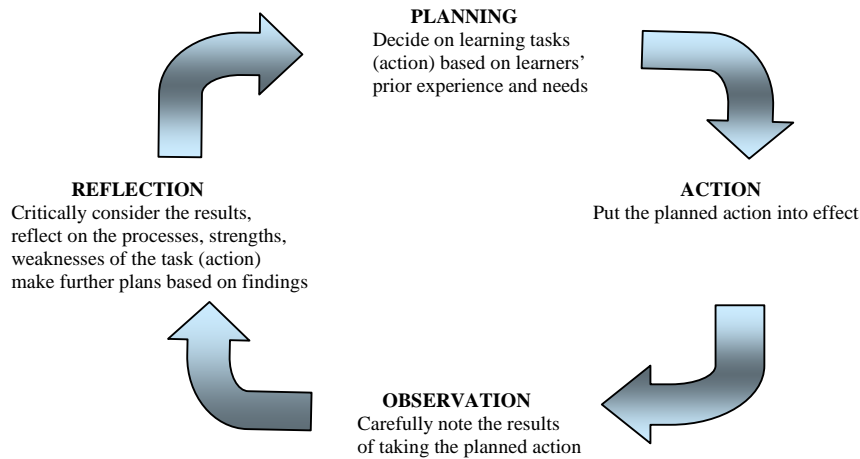 PLANNING
Decide on learning tasks
(action) based on learners’
prior experience and needs
ACTION
Put the planned action into effect
OBSERVATION
Carefully note the results
of taking the planned action
REFLECTION
Critically consider the results,
reflect on the processes, strengths,
weaknesses of the task (action)
make further plans based on findings